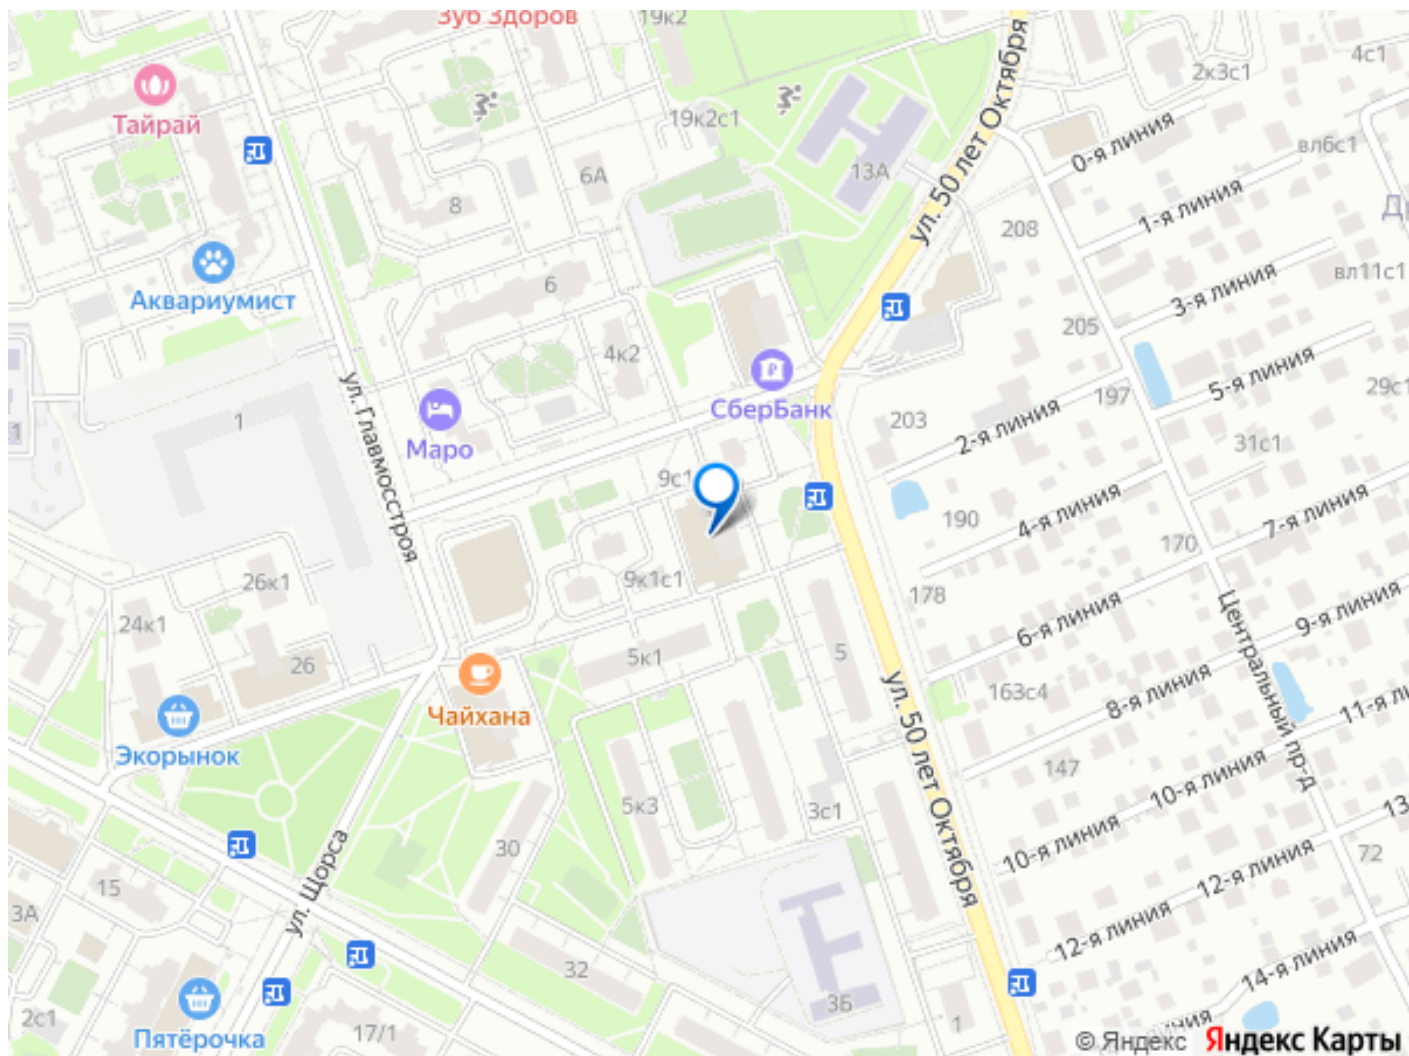 Зуб Здоров
19к2
ул. 50 лет Октября
4с1
2к3с1
Тайрай
19к2с1
0-я линия
вл6с1
6А
13А
8
1-я линия
208
Аквариумист
6
3-я линия
вл11с1
205
4к2
5-я линия
29с1
ул. Главмосстроя
СберБанк
197
1
203
2-я линия
31с1
Маро
9с1
190
4-я линия
7-я линия
170
26к1
9к1с1
178
Центральный пр-д
9-я линия
24к1
6-я линия
26
5к1
5
163с4
8-я линия
11-я
Чайхана
ул. 50 лет Октября
Экорынок
147
10-я линия
5к3
3с1
13
ул. Щорса
30
10-я линия
72
12-я линия
15
3А
12-я линия
32
14-я линия
3Б
2с1
Пятёрочка
17/1
1
© Яндекс Яндекс Карты